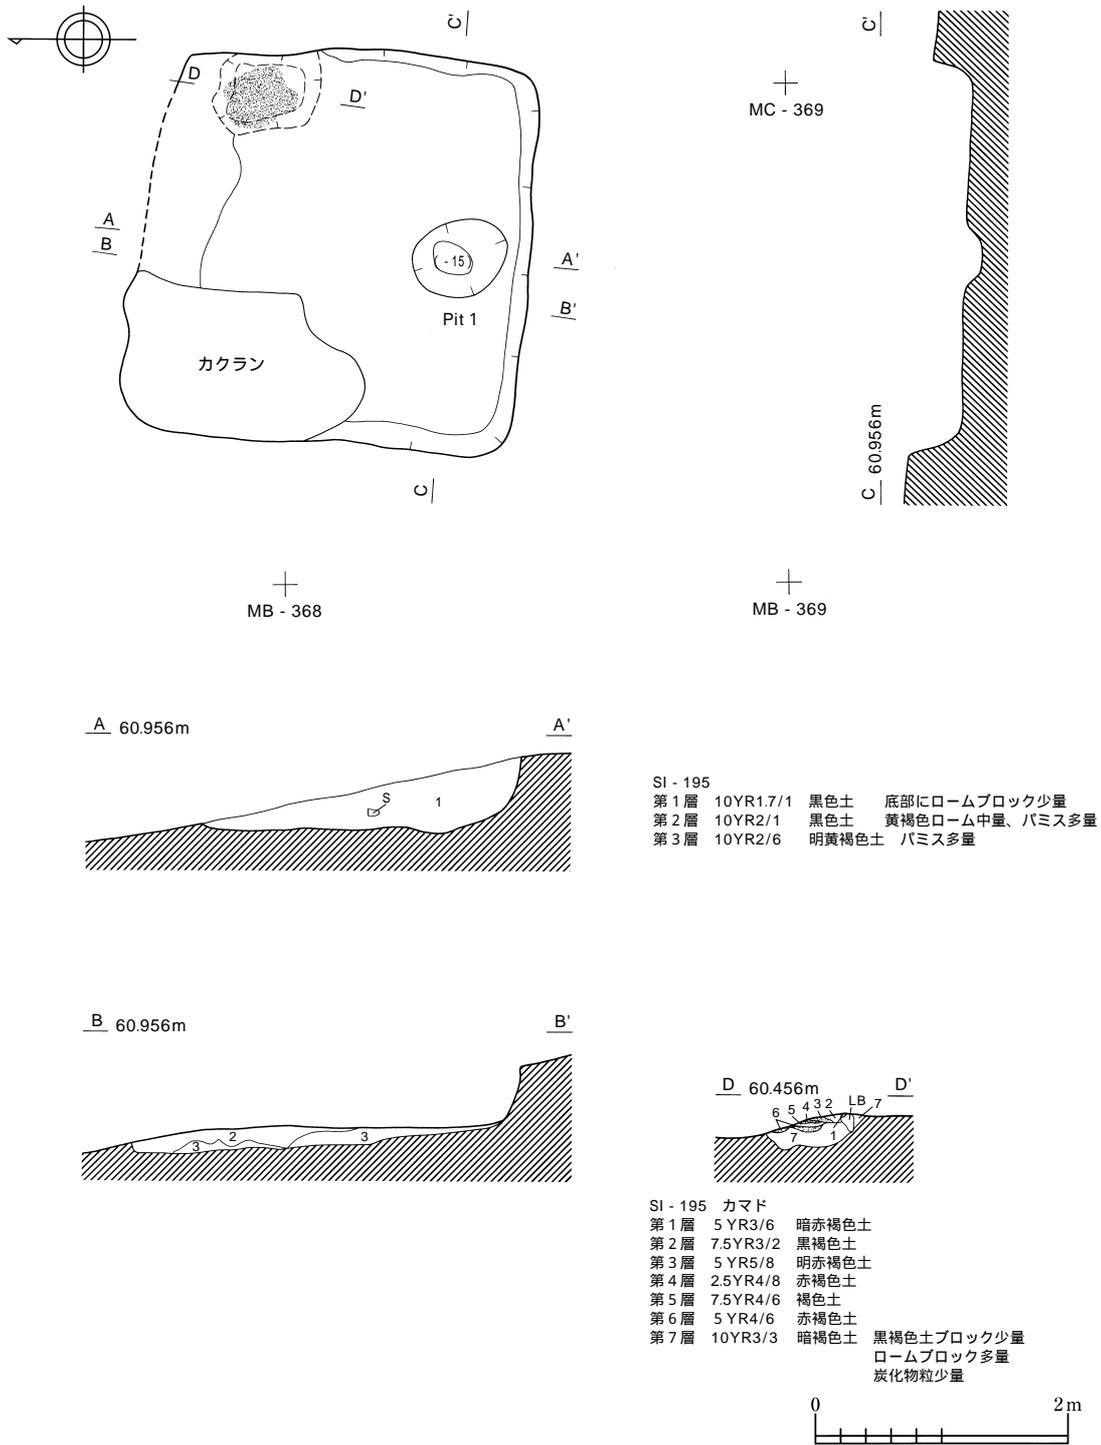 C'
C'
D
D'
MC - 369
A
B
A'
( - 15)
B'
Pit 1
カクラン
C 60.956m
C
MB - 368
MB - 369
A 60.956m
A'
S
1
SI - 195
第1層 10YR1.7/1 黒色土 底部にロームブロック少量
第2層 10YR2/1 黒色土 黄褐色ローム中量、パミス多量
第3層 10YR2/6 明黄褐色土 パミス多量
B 60.956m
B'
2
3
3
D 60.456m
D'
6 5 4 3 2 LB 7
7 1
SI - 195 カマド
第1層 5YR3/6 暗赤褐色土
第2層 7.5YR3/2 黒褐色土
第3層 5YR5/8 明赤褐色土
第4層 2.5YR4/8 赤褐色土
第5層 7.5YR4/6 褐色土
第6層 5YR4/6 赤褐色土
第7層 10YR3/3 暗褐色土 黒褐色土ブロック少量
ロームブロック多量
炭化物粒少量
0 2m